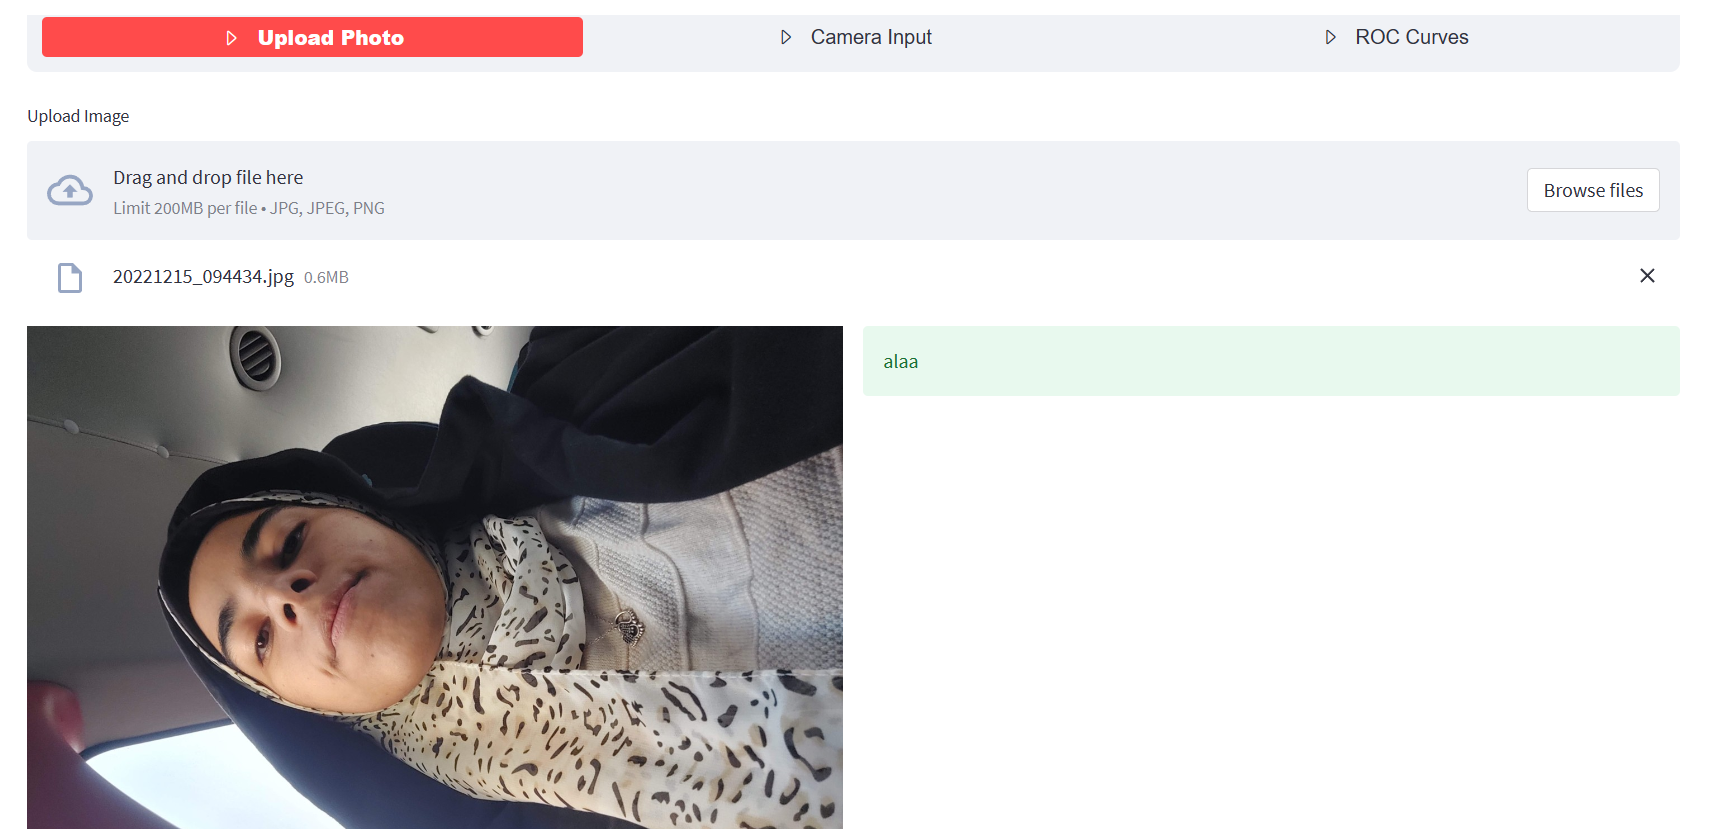 Upload Photo
Camera Input
ROC Curves
Upload Image
Drag and drop file here
Limit 200MB per file • JPG, JPEG, PNG
Browse files
20221215_094434.jpg 0.6MB
alaa